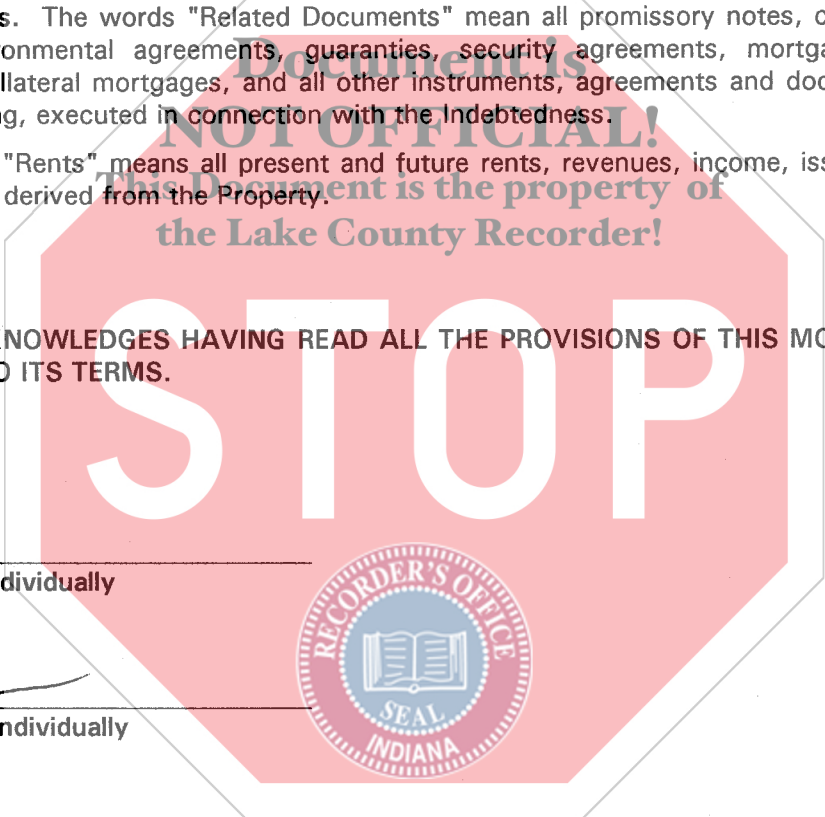 s. The words "Related Documents" mean all promissory notes, c
onmental agreements, guaranties, security agreements, mortga
llateral mortgages, and all other instruments, agreements and doc
g, executed in connection with the Indebtedness.
"Rents" means all present and future rents, revenues, income, iss
derived from the Property.
Document is
NOT OFFICIAL!
This Document is the property of
the Lake County Recorder!
NOWLEDGES HAVING READ ALL THE PROVISIONS OF THIS MO
O ITS TERMS.
STOP
dividually
ndividually
RECORDER'S OFFICE
SEAL
INDIANA